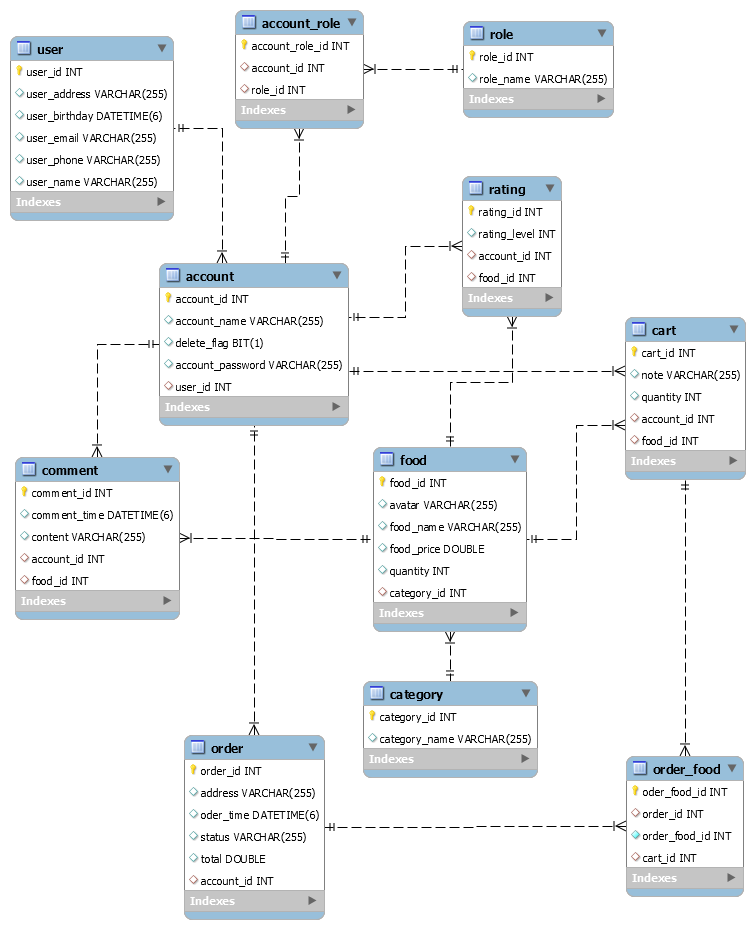 user
user_id INT
user_address VARCHAR(255)
user_birthday DATETIME(6)
user_email VARCHAR(255)
user_phone VARCHAR(255)
user_name VARCHAR(255)
Indexes
account_role
account_role_id INT
account_id INT
role_id INT
Indexes
role
role_id INT
role_name VARCHAR(255)
Indexes
rating
rating_id INT
rating_level INT
account_id INT
food_id INT
Indexes
account
account_id INT
account_name VARCHAR(255)
delete_flag BIT(1)
account_password VARCHAR(255)
user_id INT
Indexes
cart
cart_id INT
note VARCHAR(255)
quantity INT
account_id INT
food_id INT
Indexes
comment
comment_id INT
comment_time DATETIME(6)
content VARCHAR(255)
account_id INT
food_id INT
Indexes
food
food_id INT
avatar VARCHAR(255)
food_name VARCHAR(255)
food_price DOUBLE
quantity INT
category_id INT
Indexes
category
category_id INT
category_name VARCHAR(255)
Indexes
order
order_id INT
address VARCHAR(255)
oder_time DATETIME(6)
status VARCHAR(255)
total DOUBLE
account_id INT
Indexes
order_food
oder_food_id INT
order_id INT
order_food_id INT
cart_id INT
Indexes